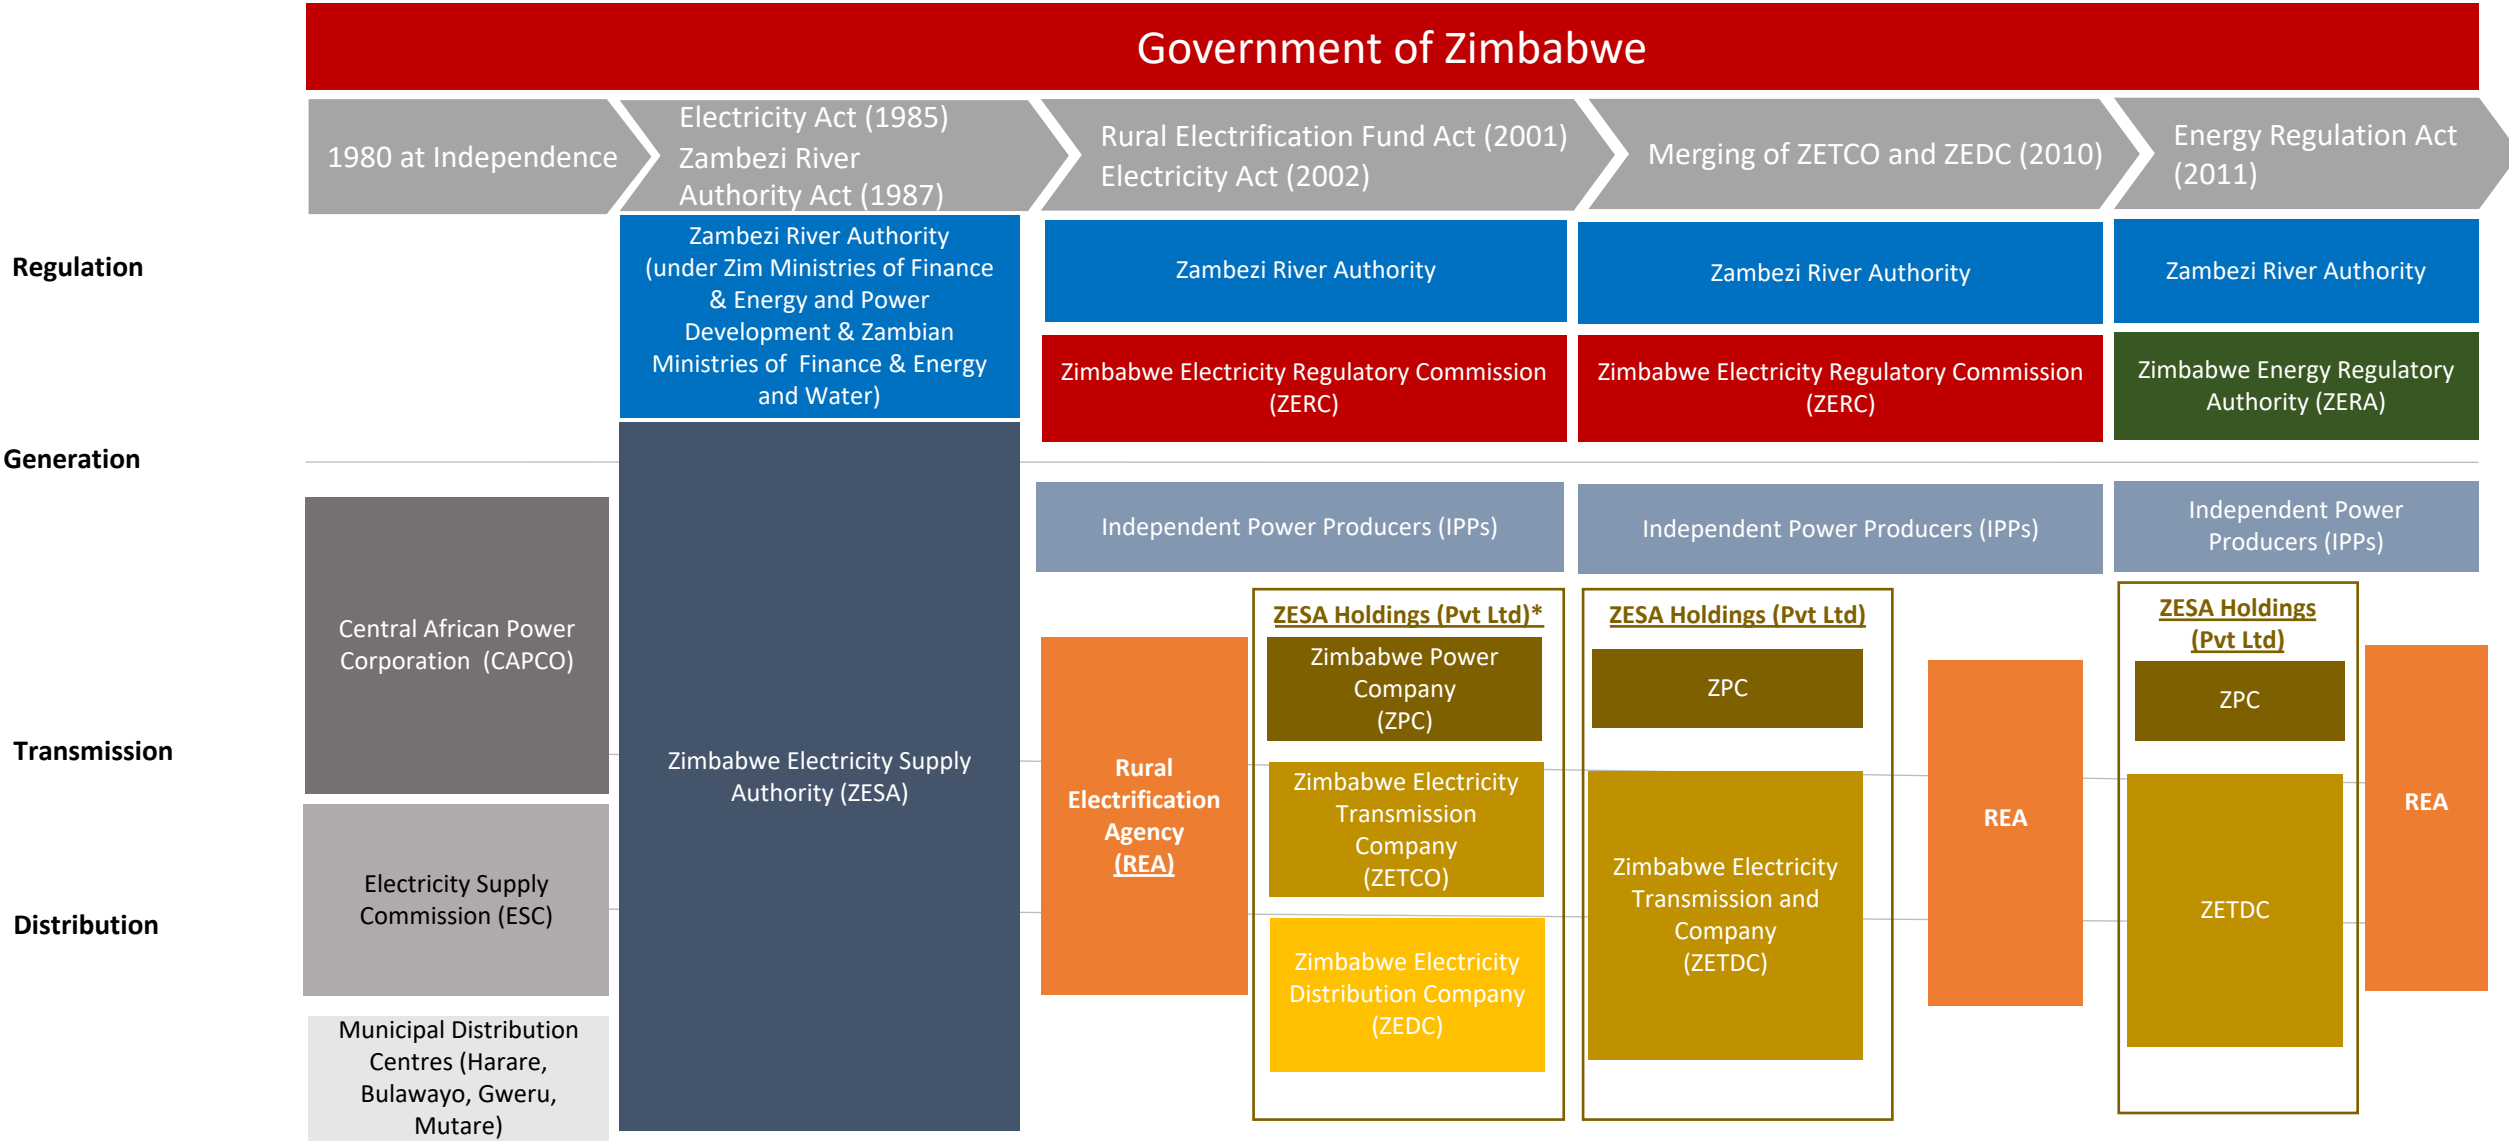 Government of Zimbabwe
1980 at Independence
Electricity Act (1985)
Zambezi River
Authority Act (1987)
Rural Electrification Fund Act (2001)
Electricity Act (2002)
Merging of ZETCO and ZEDC (2010)
Energy Regulation Act
(2011)
Regulation
Zambezi River Authority
(under Zim Ministries of Finance
& Energy and Power
Development & Zambian
Ministries of Finance & Energy
and Water)
Zambezi River Authority
Zambezi River Authority
Zambezi River Authority
Zimbabwe Electricity Regulatory Commission
(ZERC)
Zimbabwe Electricity Regulatory Commission
(ZERC)
Zimbabwe Energy Regulatory
Authority (ZERA)
Generation
Central African Power
Corporation (CAPCO)
Zimbabwe Electricity Supply
Authority (ZESA)
Independent Power Producers (IPPs)
Independent Power Producers (IPPs)
Independent Power
Producers (IPPs)
Transmission
Rural
Electrification
Agency
(REA)
ZESA Holdings (Pvt Ltd)*
Zimbabwe Power
Company
(ZPC)
Zimbabwe Electricity
Transmission
Company
(ZETCO)
Zimbabwe Electricity
Distribution Company
(ZEDC)
ZESA Holdings (Pvt Ltd)
ZPC
Zimbabwe Electricity
Transmission and
Company
(ZETDC)
REA
ZESA Holdings
(Pvt Ltd)
ZPC
ZETDC
REA
Distribution
Electricity Supply
Commission (ESC)
Municipal Distribution
Centres (Harare,
Bulawayo, Gweru,
Mutare)